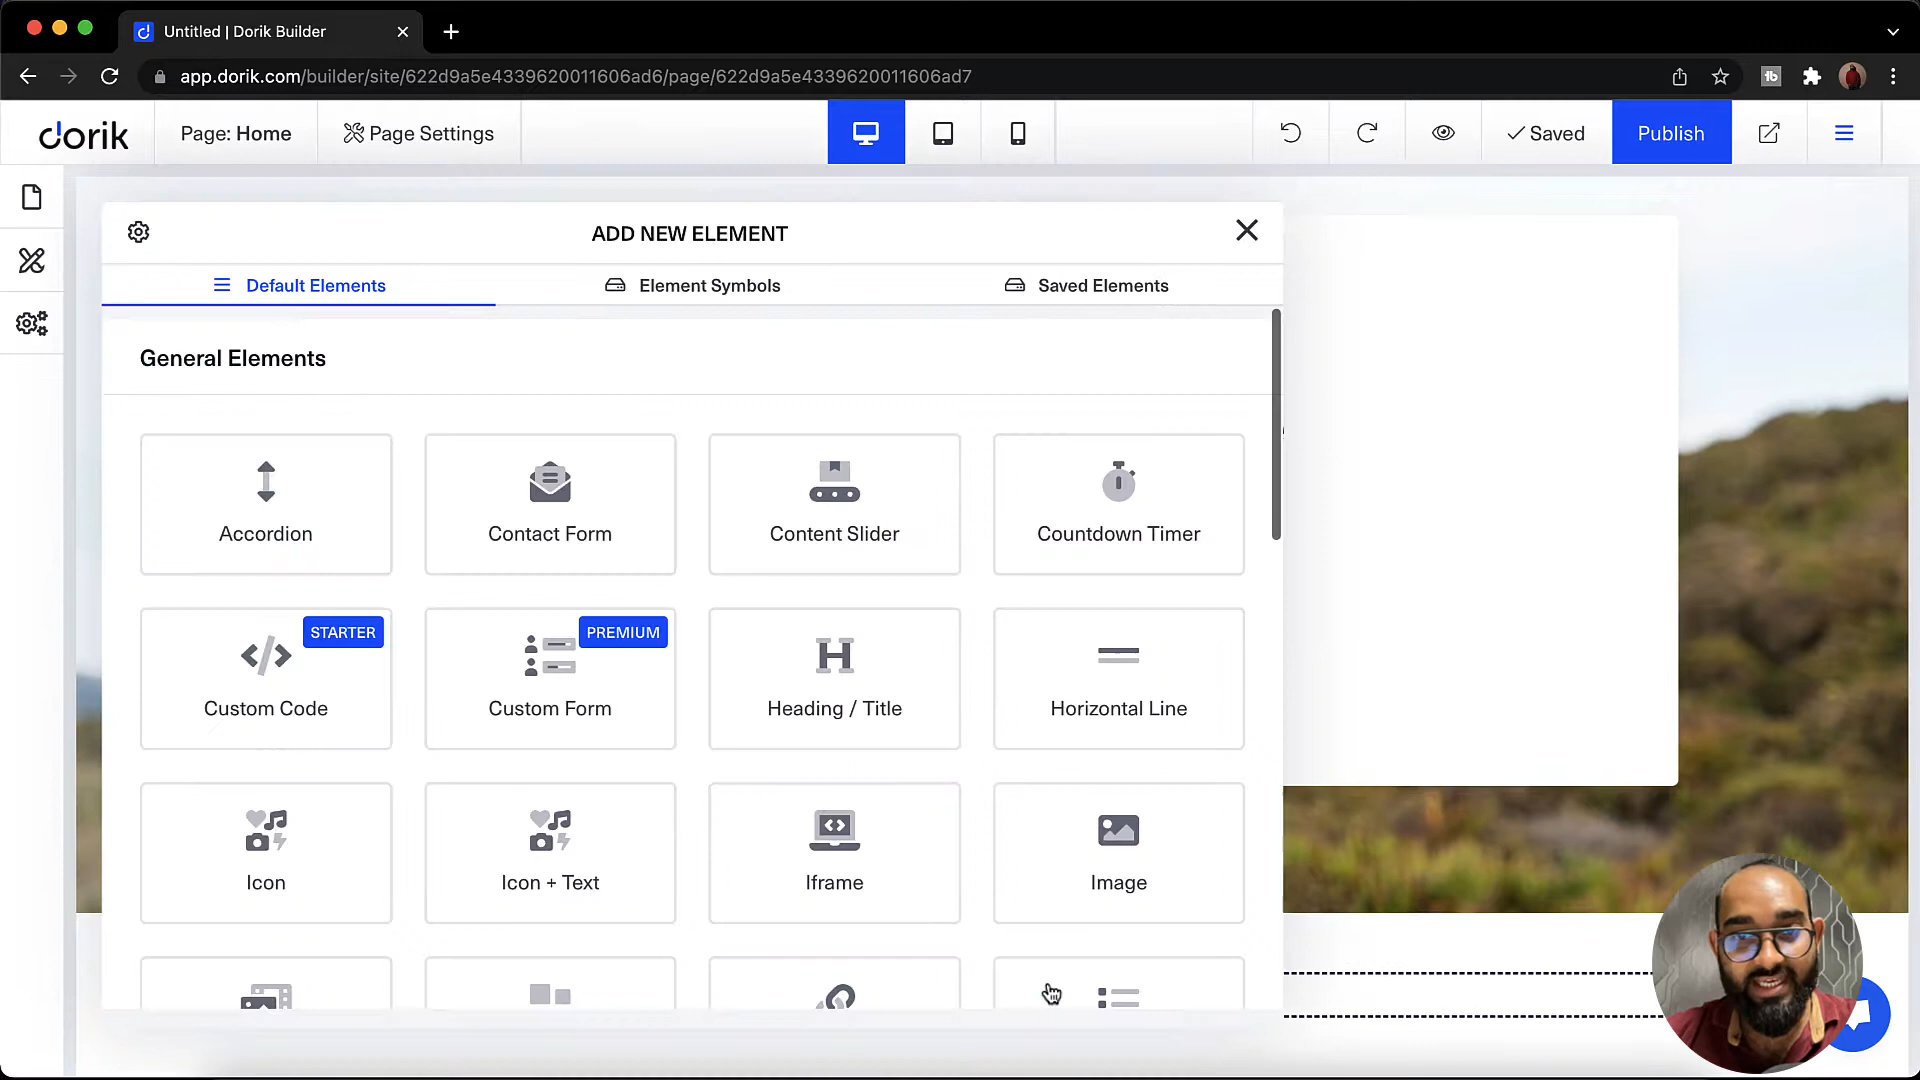 Untitled | Dorik Builder
app.dorik.com/builder/site/622d9a5e4339620011606ad6/page/622d9a5e4339620011606ad7
dorik
Page: Home
Page Settings
Saved
Publish
ADD NEW ELEMENT
Default Elements
Element Symbols
Saved Elements
General Elements
Accordion
Contact Form
Content Slider
Countdown Timer
STARTER
PREMIUM
Custom Code
Custom Form
Heading / Title
Horizontal Line
Icon
Icon + Text
Iframe
Image